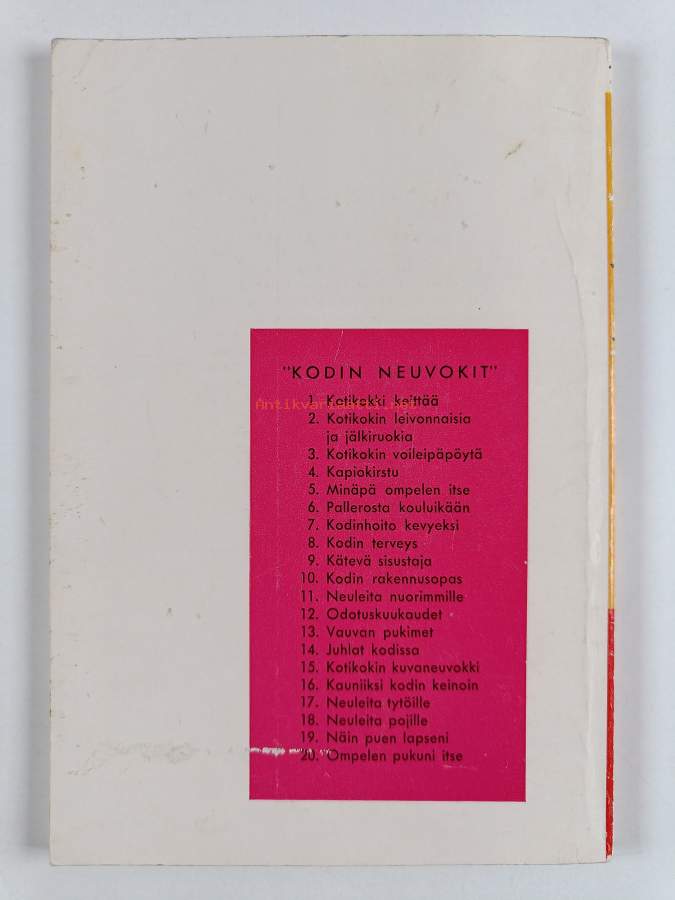 "KODIN NEUVOKIT"
1. Kotikokki keittää
Antikvariaatti.net
2. Kotikokin leivonnaisia
ja jälkiruokia
3. Kotikokin voileipäpöytä
4. Kapiokirstu
5. Minäpä ompelen itse
6. Pallerosta kouluikään
7. Kodinhoito kevyeksi
8. Kodin terveys
9. Kätevä sisustaja
10. Kodin rakennusopas
11. Neuleita nuorimmille
12. Odotuskuukaudet
13. Vauvan pukimet
14. Juhlat kodissa
15. Kotikokin kuvaneuvokki
16. Kauniiksi kodin keinoin
17. Neuleita tytöille
18. Neuleita pojille
19. Näin puen lapseni
20. Ompelen pukuni itse